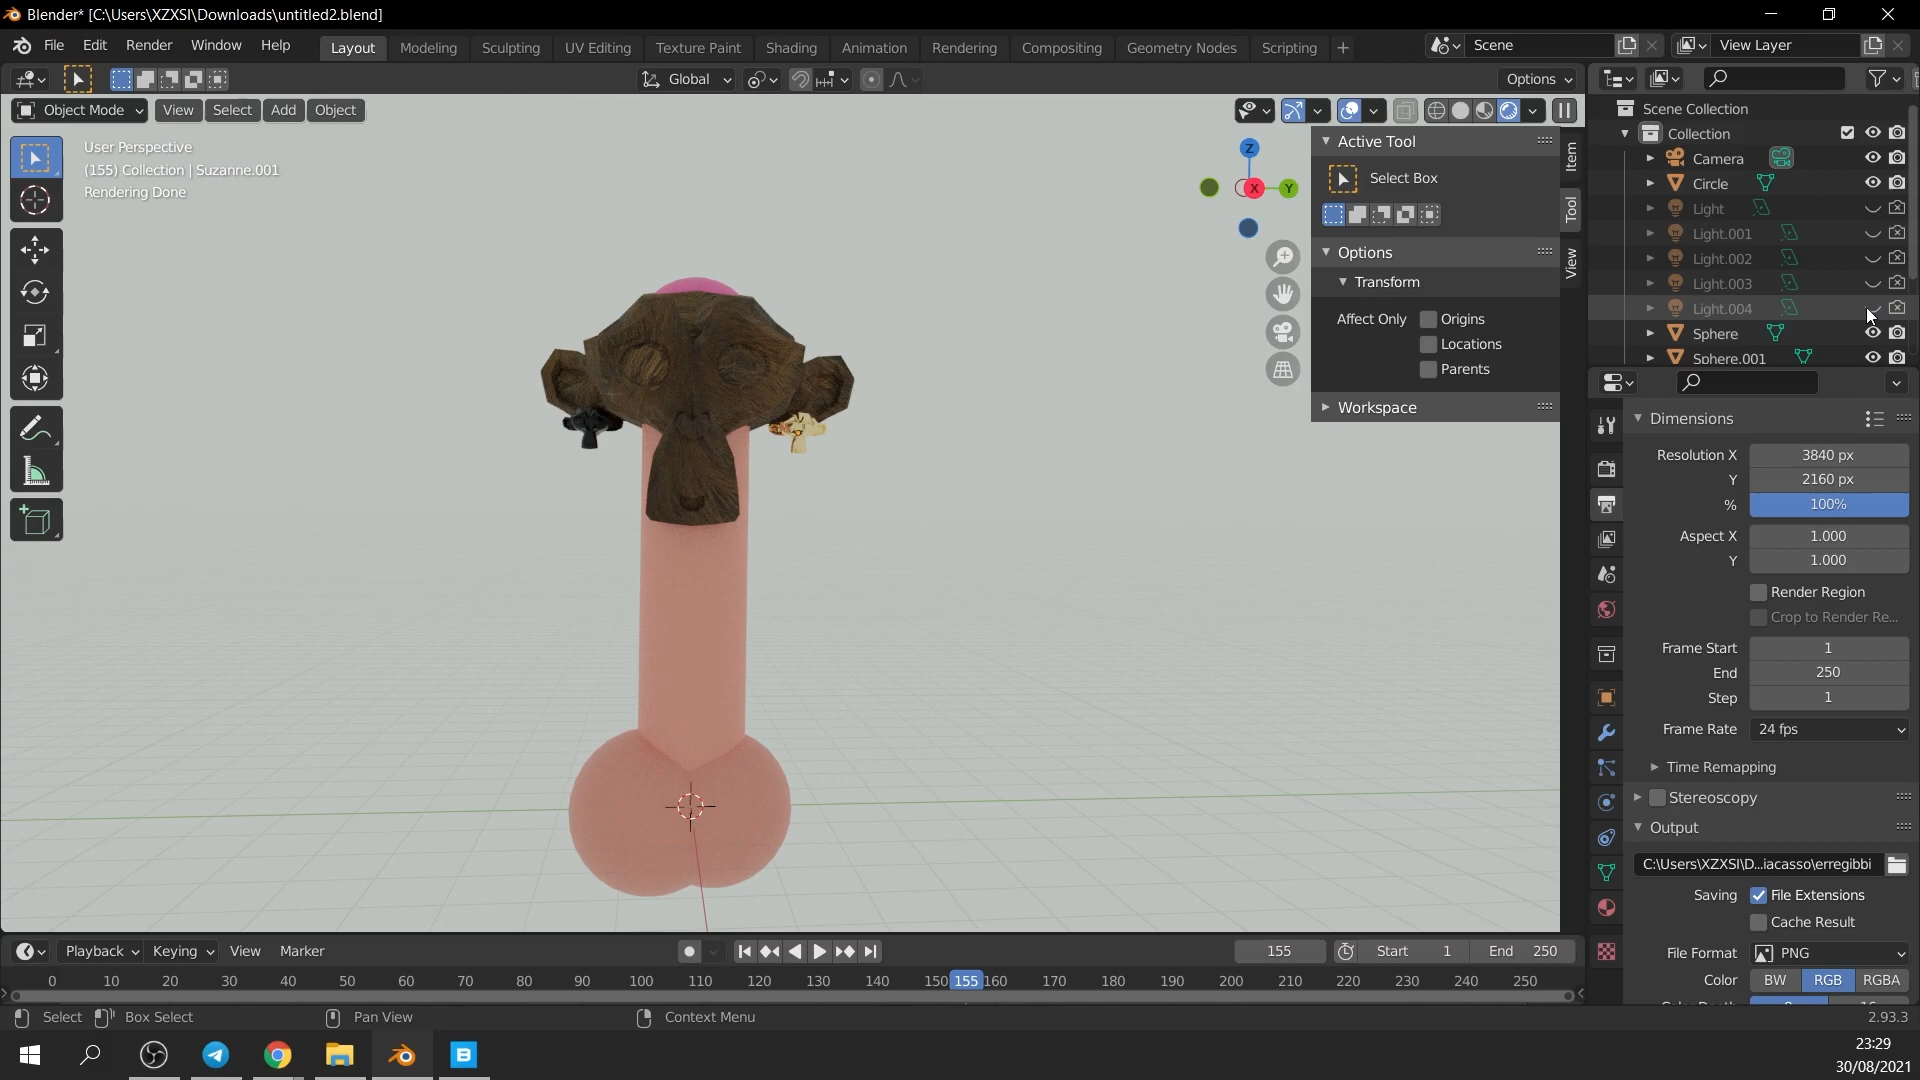 Blender* [C:\Users\XZXSI\Downloads\untitled2.blend]
File Edit Render Window Help Layout Modeling Sculpting UV Editing Texture Paint Shading Animation Rendering Compositing Geometry Nodes Scripting + Scene View Layer
Global Options
Object Mode View Select Add Object
User Perspective
(155) Collection | Suzanne.001
Rendering Done
Z
X
Y
Active Tool
Select Box
Options
Transform
Affect Only Origins
Locations
Parents
Workspace
Item
Tool
View
Scene Collection
Collection
Camera
Circle
Light
Light.001
Light.002
Light.003
Light.004
Sphere
Sphere.001
Dimensions
Resolution X 3840 px
Y 2160 px
% 100%
Aspect X 1.000
Y 1.000
Render Region
Crop to Render Re...
Frame Start 1
End 250
Step 1
Frame Rate 24 fps
Time Remapping
Stereoscopy
Output
C:\Users\XZXSI\D...iacasso\erregibbi
Saving File Extensions
Cache Result
File Format PNG
Color BW RGB RGBA
Playback Keying View Marker 155 Start 1 End 250
0 10 20 30 40 50 60 70 80 90 100 110 120 130 140 150 155 160 170 180 190 200 210 220 230 240 250
Select Box Select Pan View Context Menu 2.93.3
23:29
30/08/2021